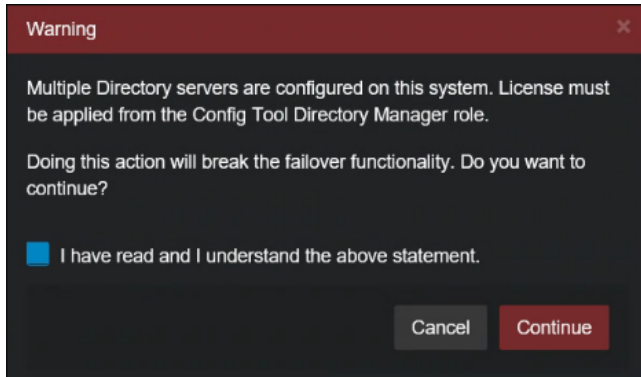 Warning
Multiple Directory servers are configured on this system. License must
be applied from the Config Tool Directory Manager role.
Doing this action will break the failover functionality. Do you want to
continue?
I have read and I understand the above statement.
Cancel Continue